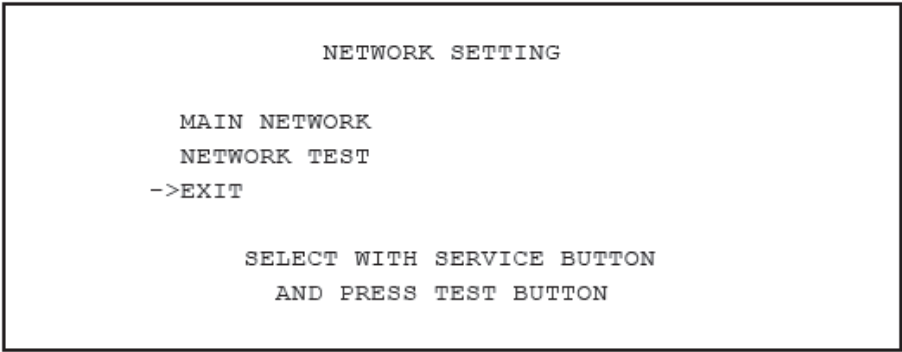 NETWORK SETTING
MAIN NETWORK
NETWORK TEST
->EXIT
SELECT WITH SERVICE BUTTON
AND PRESS TEST BUTTON